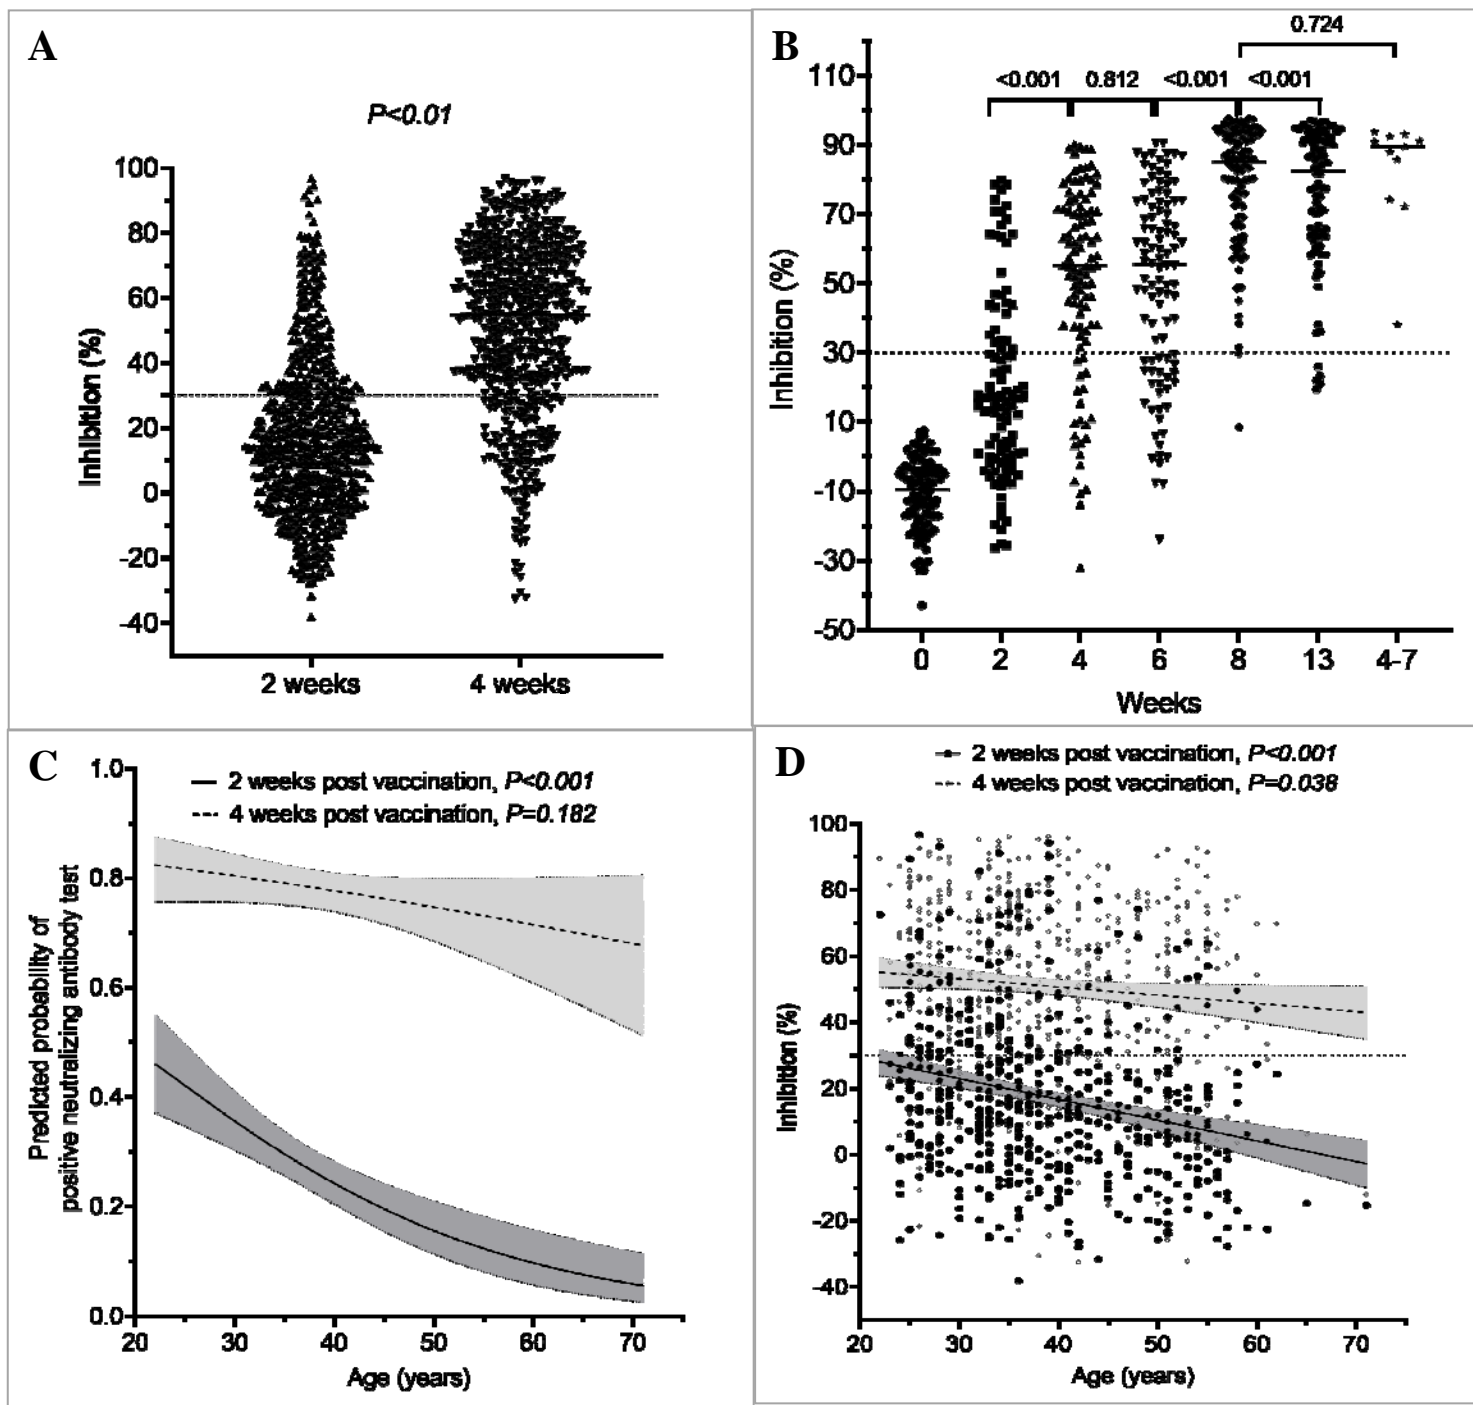 A
P<0.01
100
80
60
40
20
0
-20
-40
Inhibition (%)
2 weeks
4 weeks
B
0.724
<0.001
0.812
<0.001
<0.001
110
90
70
50
30
10
-10
-30
-50
Inhibition (%)
0
2
4
6
8
13
4-7
Weeks
C
2 weeks post vaccination, P<0.001
4 weeks post vaccination, P=0.182
1.0
0.8
0.6
0.4
0.2
0.0
Predicted probability of
positive neutralizing antibody test
20
30
40
50
60
70
Age (years)
D
2 weeks post vaccination, P<0.001
4 weeks post vaccination, P=0.038
100
80
60
40
20
0
-20
-40
Inhibition (%)
20
30
40
50
60
70
Age (years)